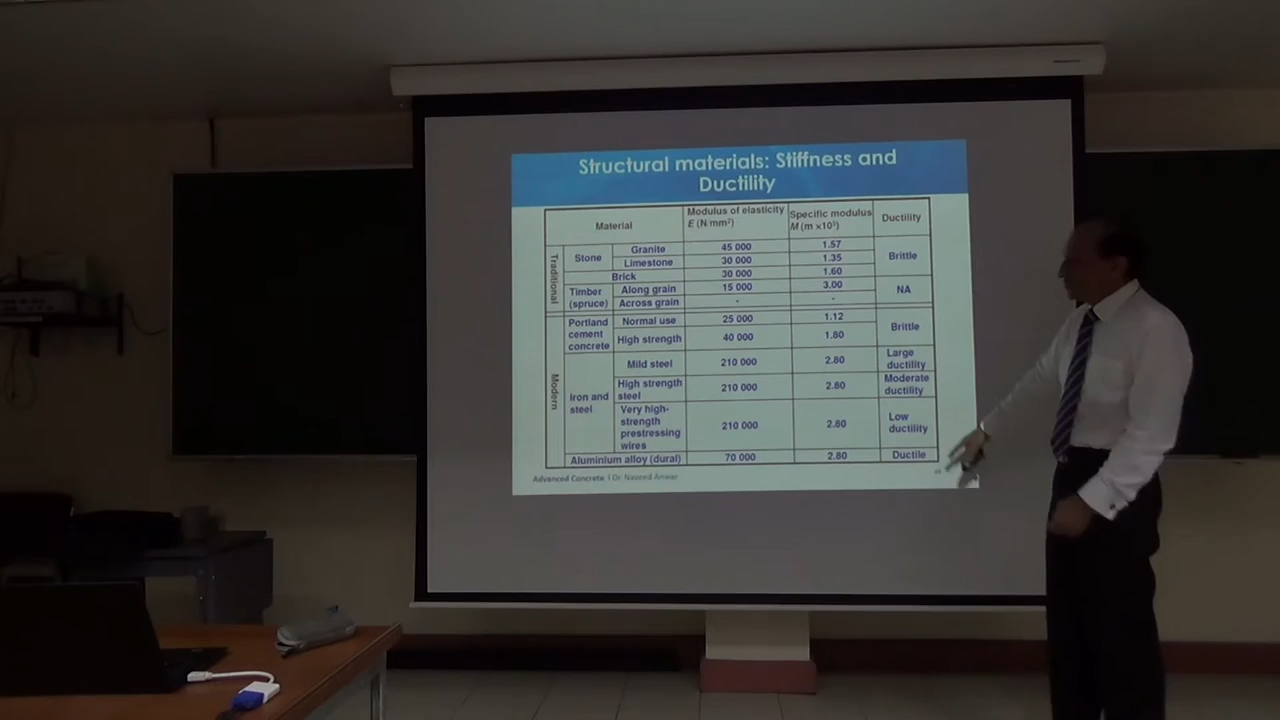 Structural materials: Stiffness and
Ductility
Material
Modulus of elasticity
E (N/mm²)
Specific modulus
M (m ×10⁵)
Ductility
Traditional
Stone
Granite
45 000
1.57
Brittle
Limestone
30 000
1.35
Brick
30 000
1.60
Timber
(spruce)
Along grain
15 000
3.00
NA
Across grain
-
-
Modern
Portland
cement
concrete
Normal use
25 000
1.12
Brittle
High strength
40 000
1.80
Iron and
steel
Mild steel
210 000
2.80
Large
ductility
High strength
steel
210 000
2.80
Moderate
ductility
Very high-
strength
prestressing
wires
210 000
2.80
Low
ductility
Aluminium alloy (dural)
70 000
2.80
Ductile
Advanced Concrete l Dr. Naveed Anwar